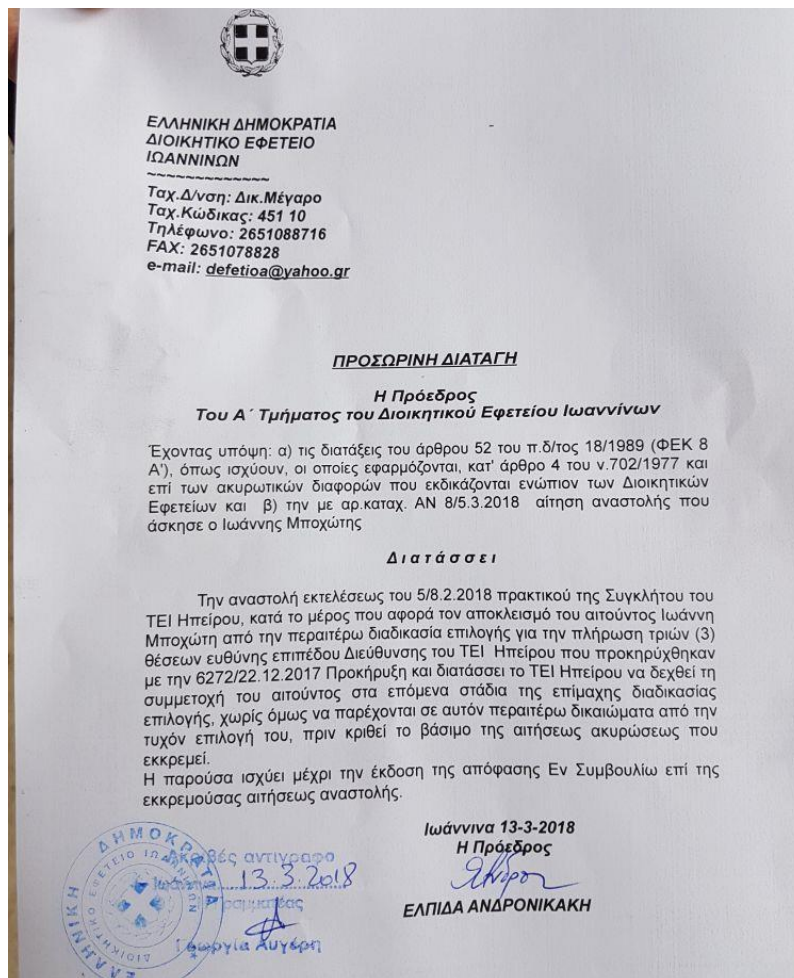 ΕΛΛΗΝΙΚΗ ΔΗΜΟΚΡΑΤΙΑ
ΔΙΟΙΚΗΤΙΚΟ ΕΦΕΤΕΙΟ
ΙΩΑΝΝΙΝΩΝ
~~~~~~~~~~~~~
Ταχ.Δ/νση: Δικ.Μέγαρο
Ταχ.Κώδικας: 451 10
Τηλέφωνο: 2651088716
FAX: 2651078828
e-mail: defetioa@yahoo.gr
ΠΡΟΣΩΡΙΝΗ ΔΙΑΤΑΓΗ
Η Πρόεδρος
Του Α΄ Τμήματος του Διοικητικού Εφετείου Ιωαννίνων
Έχοντας υπόψη: α) τις διατάξεις του άρθρου 52 του π.δ/τος 18/1989 (ΦΕΚ 8
Α'), όπως ισχύουν, οι οποίες εφαρμόζονται, κατ' άρθρο 4 του ν.702/1977 και
επί των ακυρωτικών διαφορών που εκδικάζονται ενώπιον των Διοικητικών
Εφετείων και β) την με αρ.καταχ. ΑΝ 8/5.3.2018 αίτηση αναστολής που
άσκησε ο Ιωάννης Μποχώτης
Διατάσσει
Την αναστολή εκτελέσεως του 5/8.2.2018 πρακτικού της Συγκλήτου του
ΤΕΙ Ηπείρου, κατά το μέρος που αφορά τον αποκλεισμό του αιτούντος Ιωάννη
Μποχώτη από την περαιτέρω διαδικασία επιλογής για την πλήρωση τριών (3)
θέσεων ευθύνης επιπέδου Διεύθυνσης του ΤΕΙ Ηπείρου που προκηρύχθηκαν
με την 6272/22.12.2017 Προκήρυξη και διατάσσει το ΤΕΙ Ηπείρου να δεχθεί τη
συμμετοχή του αιτούντος στα επόμενα στάδια της επίμαχης διαδικασίας
επιλογής, χωρίς όμως να παρέχονται σε αυτόν περαιτέρω δικαιώματα από την
τυχόν επιλογή του, πριν κριθεί το βάσιμο της αιτήσεως ακυρώσεως που
εκκρεμεί.
Η παρούσα ισχύει μέχρι την έκδοση της απόφασης Εν Συμβουλίω επί της
εκκρεμούσας αιτήσεως αναστολής.
Ιωάννινα 13-3-2018
Η Πρόεδρος
ΕΛΠΙΔΑ ΑΝΔΡΟΝΙΚΑΚΗ
Ακριβές αντίγραφο
13.3.2018
Γεωργία Αυγέρη
ΕΛΛΗΝΙΚΗ ΔΗΜΟΚΡΑΤΙΑ
ΔΙΟΙΚΗΤΙΚΟ ΕΦΕΤΕΙΟ ΙΩΑΝΝΙΝΩΝ